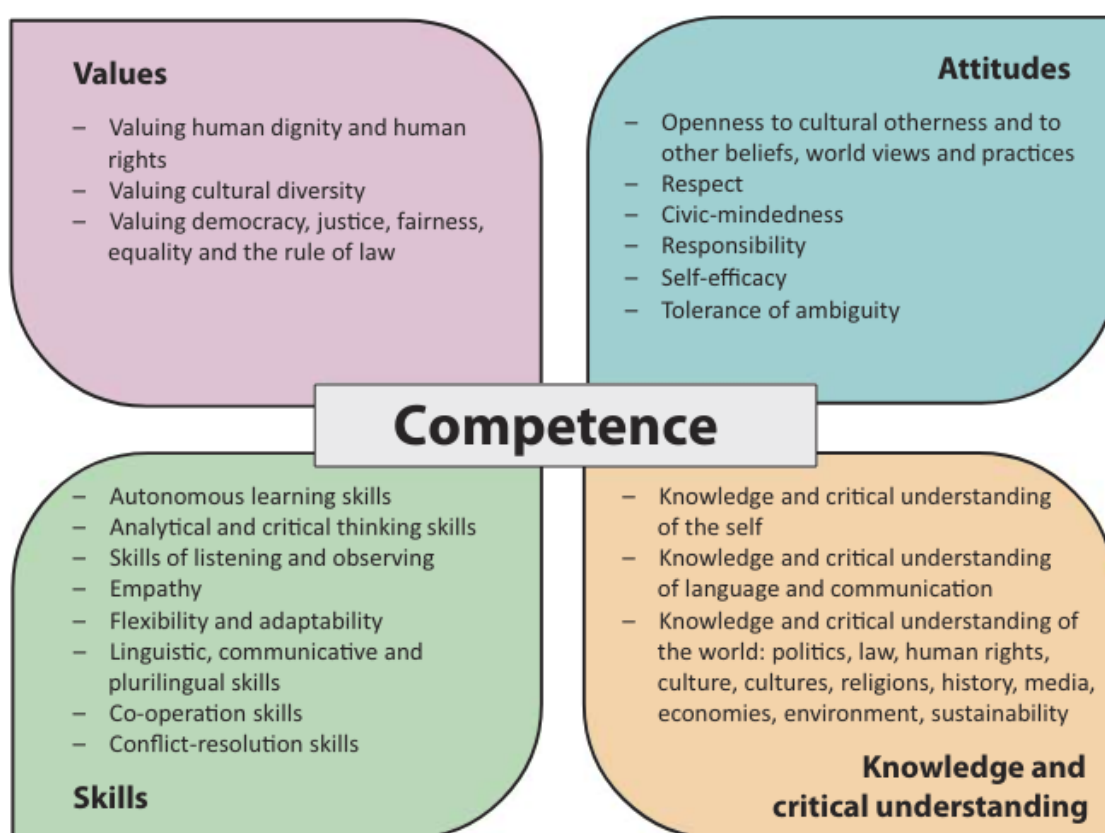 Values
– Valuing human dignity and human
rights
– Valuing cultural diversity
– Valuing democracy, justice, fairness,
equality and the rule of law
Attitudes
– Openness to cultural otherness and to
other beliefs, world views and practices
– Respect
– Civic-mindedness
– Responsibility
– Self-efficacy
– Tolerance of ambiguity
Competence
– Autonomous learning skills
– Analytical and critical thinking skills
– Skills of listening and observing
– Empathy
– Flexibility and adaptability
– Linguistic, communicative and
plurilingual skills
– Co-operation skills
– Conflict-resolution skills
Skills
– Knowledge and critical understanding
of the self
– Knowledge and critical understanding
of language and communication
– Knowledge and critical understanding of
the world: politics, law, human rights,
culture, cultures, religions, history, media,
economies, environment, sustainability
Knowledge and
critical understanding